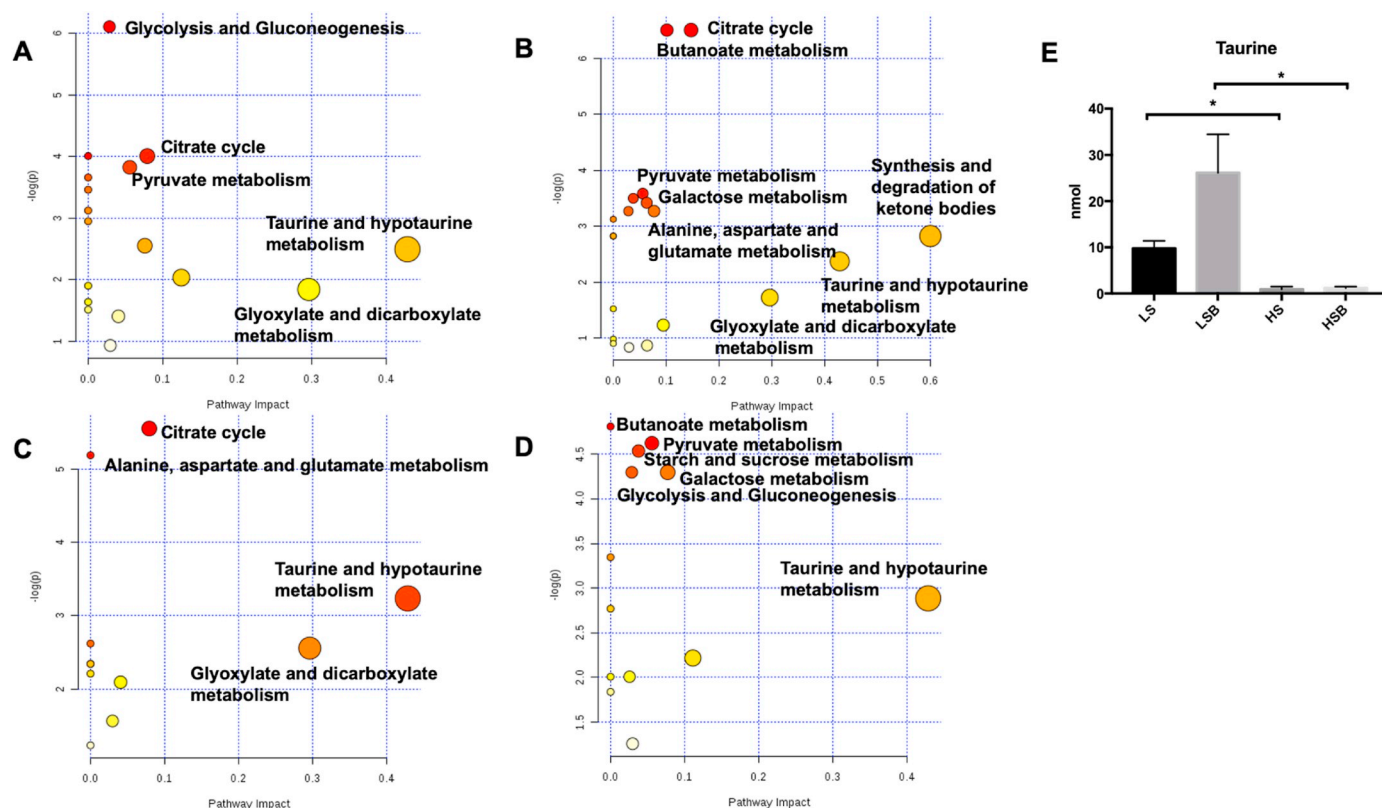 A
Glycolysis and Gluconeogenesis
Citrate cycle
Pyruvate metabolism
Taurine and hypotaurine
metabolism
Glyoxylate and dicarboxylate
metabolism
-log(p)
6
5
4
3
2
1
0.0 0.1 0.2 0.3 0.4
Pathway Impact
B
Citrate cycle
Butanoate metabolism
Pyruvate metabolism
Galactose metabolism
Synthesis and
degradation of
ketone bodies
Alanine, aspartate and
glutamate metabolism
Taurine and hypotaurine
metabolism
Glyoxylate and dicarboxylate
metabolism
-log(p)
6
5
4
3
2
1
0.0 0.1 0.2 0.3 0.4 0.5 0.6
Pathway Impact
E
Taurine
*
*
nmol
40
30
20
10
0
LS LSB HS HSB
C
Citrate cycle
Alanine, aspartate and glutamate metabolism
Taurine and hypotaurine
metabolism
Glyoxylate and dicarboxylate
metabolism
-log(p)
5
4
3
2
0.0 0.1 0.2 0.3 0.4
Pathway Impact
D
Butanoate metabolism
Pyruvate metabolism
Starch and sucrose metabolism
Galactose metabolism
Glycolysis and Gluconeogenesis
Taurine and hypotaurine
metabolism
-log(p)
4.5
4.0
3.5
3.0
2.5
2.0
1.5
0.0 0.1 0.2 0.3 0.4
Pathway Impact